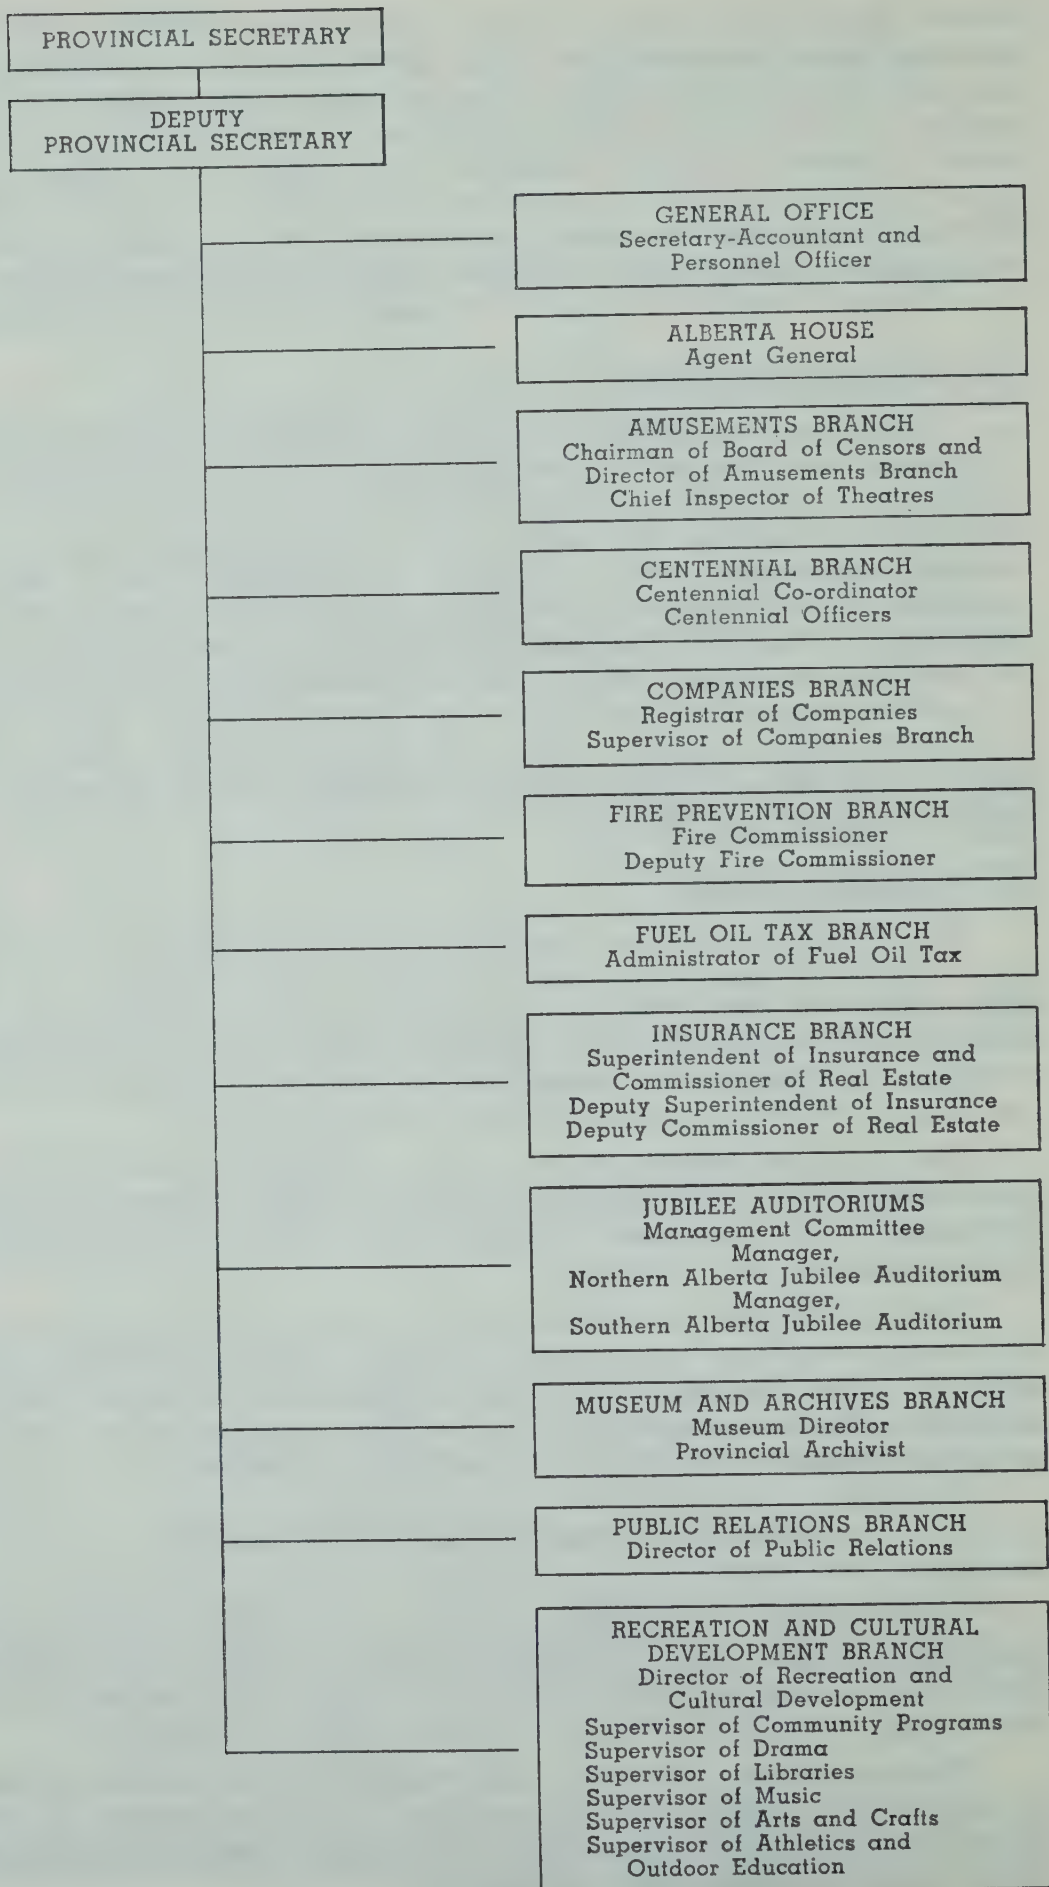 PROVINCIAL SECRETARY
DEPUTY
PROVINCIAL SECRETARY
GENERAL OFFICE
Secretary-Accountant and
Personnel Officer
ALBERTA HOUSE
Agent General
AMUSEMENTS BRANCH
Chairman of Board of Censors and
Director of Amusements Branch
Chief Inspector of Theatres
CENTENNIAL BRANCH
Centennial Co-ordinator
Centennial Officers
COMPANIES BRANCH
Registrar of Companies
Supervisor of Companies Branch
FIRE PREVENTION BRANCH
Fire Commissioner
Deputy Fire Commissioner
FUEL OIL TAX BRANCH
Administrator of Fuel Oil Tax
INSURANCE BRANCH
Superintendent of Insurance and
Commissioner of Real Estate
Deputy Superintendent of Insurance
Deputy Commissioner of Real Estate
JUBILEE AUDITORIUMS
Management Committee
Manager,
Northern Alberta Jubilee Auditorium
Manager,
Southern Alberta Jubilee Auditorium
MUSEUM AND ARCHIVES BRANCH
Museum Director
Provincial Archivist
PUBLIC RELATIONS BRANCH
Director of Public Relations
RECREATION AND CULTURAL
DEVELOPMENT BRANCH
Director of Recreation and
Cultural Development
Supervisor of Community Programs
Supervisor of Drama
Supervisor of Libraries
Supervisor of Music
Supervisor of Arts and Crafts
Supervisor of Athletics and
Outdoor Education